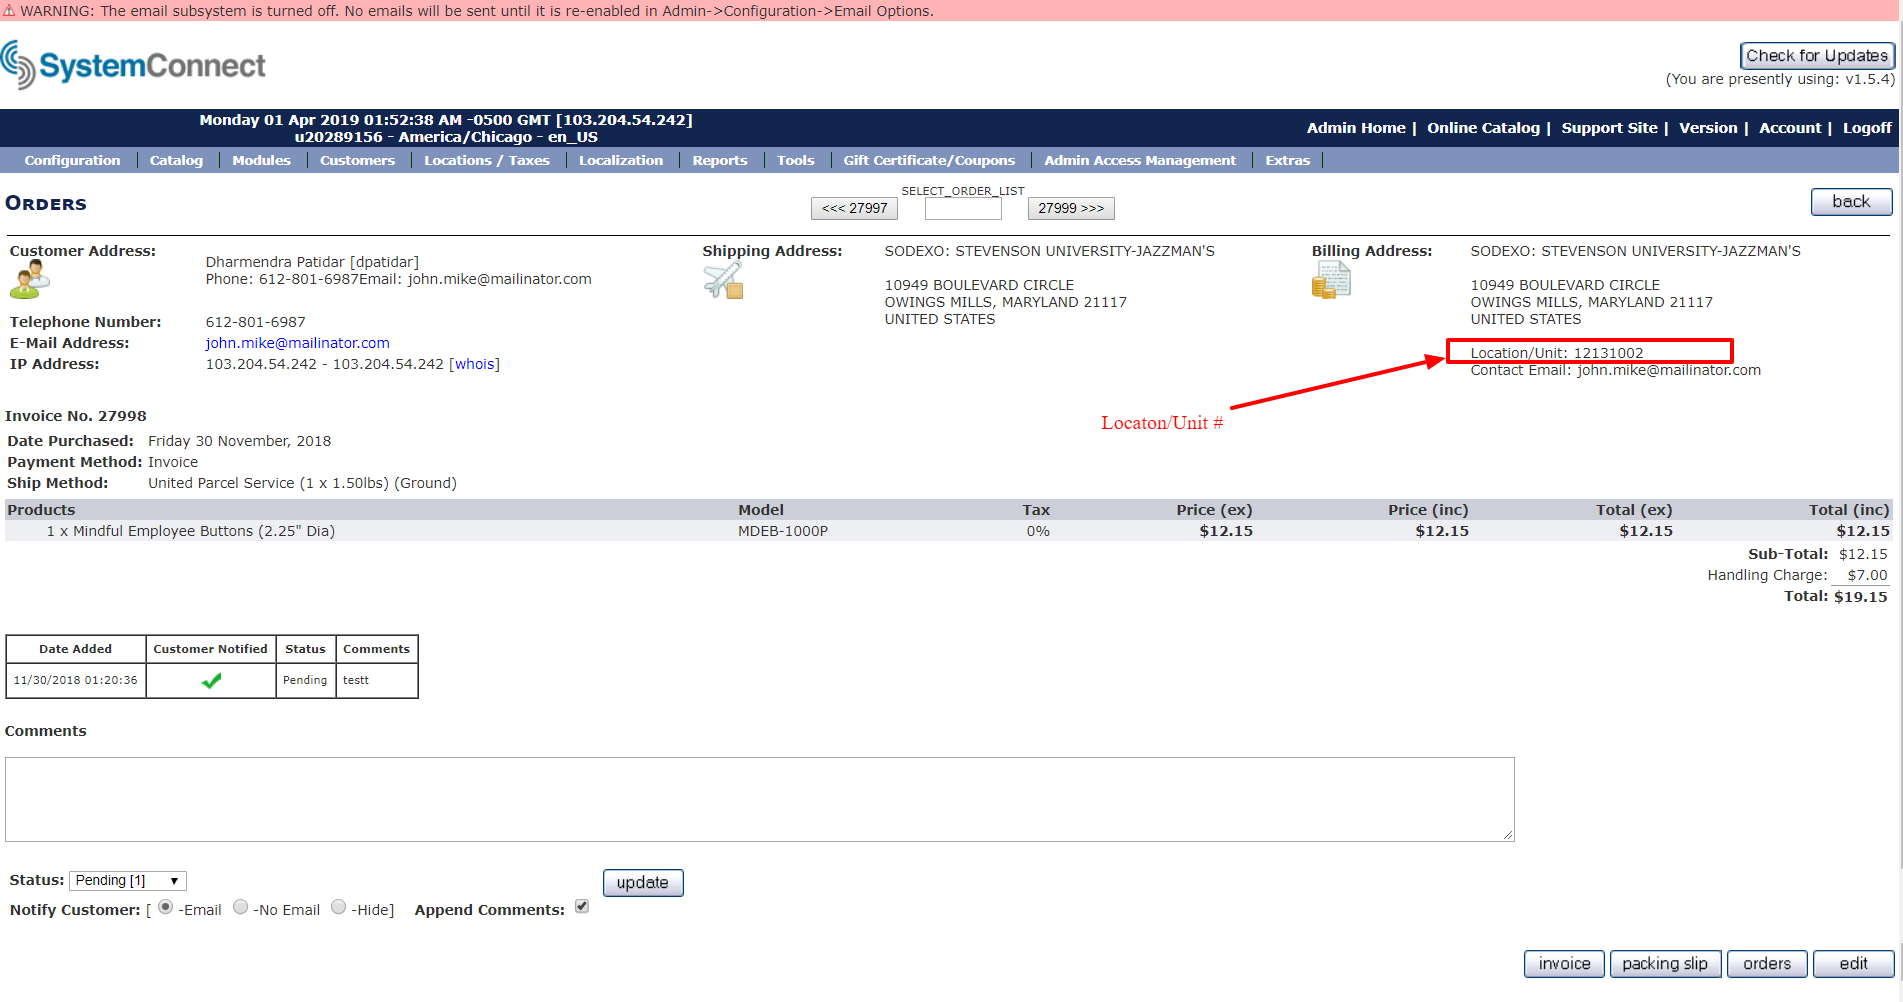 WARNING: The email subsystem is turned off. No emails will be sent until it is re-enabled in Admin->Configuration->Email Options.
SystemConnect
Check for Updates
(You are presently using: v1.5.4)
Monday 01 Apr 2019 01:52:38 AM -0500 GMT [103.204.54.242]
u20289156 - America/Chicago - en_US
Admin Home | Online Catalog | Support Site | Version | Account | Logoff
Configuration | Catalog | Modules | Customers | Locations / Taxes | Localization | Reports | Tools | Gift Certificate/Coupons | Admin Access Management | Extras |
ORDERS
SELECT_ORDER_LIST
<<< 27997
27999 >>>
back
Customer Address:
Dharmendra Patidar [dpatidar]
Phone: 612-801-6987Email: john.mike@mailinator.com
Telephone Number: 612-801-6987
E-Mail Address: john.mike@mailinator.com
IP Address: 103.204.54.242 - 103.204.54.242 [whois]
Shipping Address: SODEXO: STEVENSON UNIVERSITY-JAZZMAN'S
10949 BOULEVARD CIRCLE
OWINGS MILLS, MARYLAND 21117
UNITED STATES
Billing Address: SODEXO: STEVENSON UNIVERSITY-JAZZMAN'S
10949 BOULEVARD CIRCLE
OWINGS MILLS, MARYLAND 21117
UNITED STATES
Location/Unit: 12131002
Contact Email: john.mike@mailinator.com
Locaton/Unit #
Invoice No. 27998
Date Purchased: Friday 30 November, 2018
Payment Method: Invoice
Ship Method: United Parcel Service (1 x 1.50lbs) (Ground)
Products Model Tax Price (ex) Price (inc) Total (ex) Total (inc)
1 x Mindful Employee Buttons (2.25" Dia) MDEB-1000P 0% $12.15 $12.15 $12.15 $12.15
Sub-Total: $12.15
Handling Charge: $7.00
Total: $19.15
Date Added Customer Notified Status Comments
11/30/2018 01:20:36 Pending testt
Comments
Status: Pending [1]
update
Notify Customer: [ -Email -No Email -Hide] Append Comments:
invoice
packing slip
orders
edit